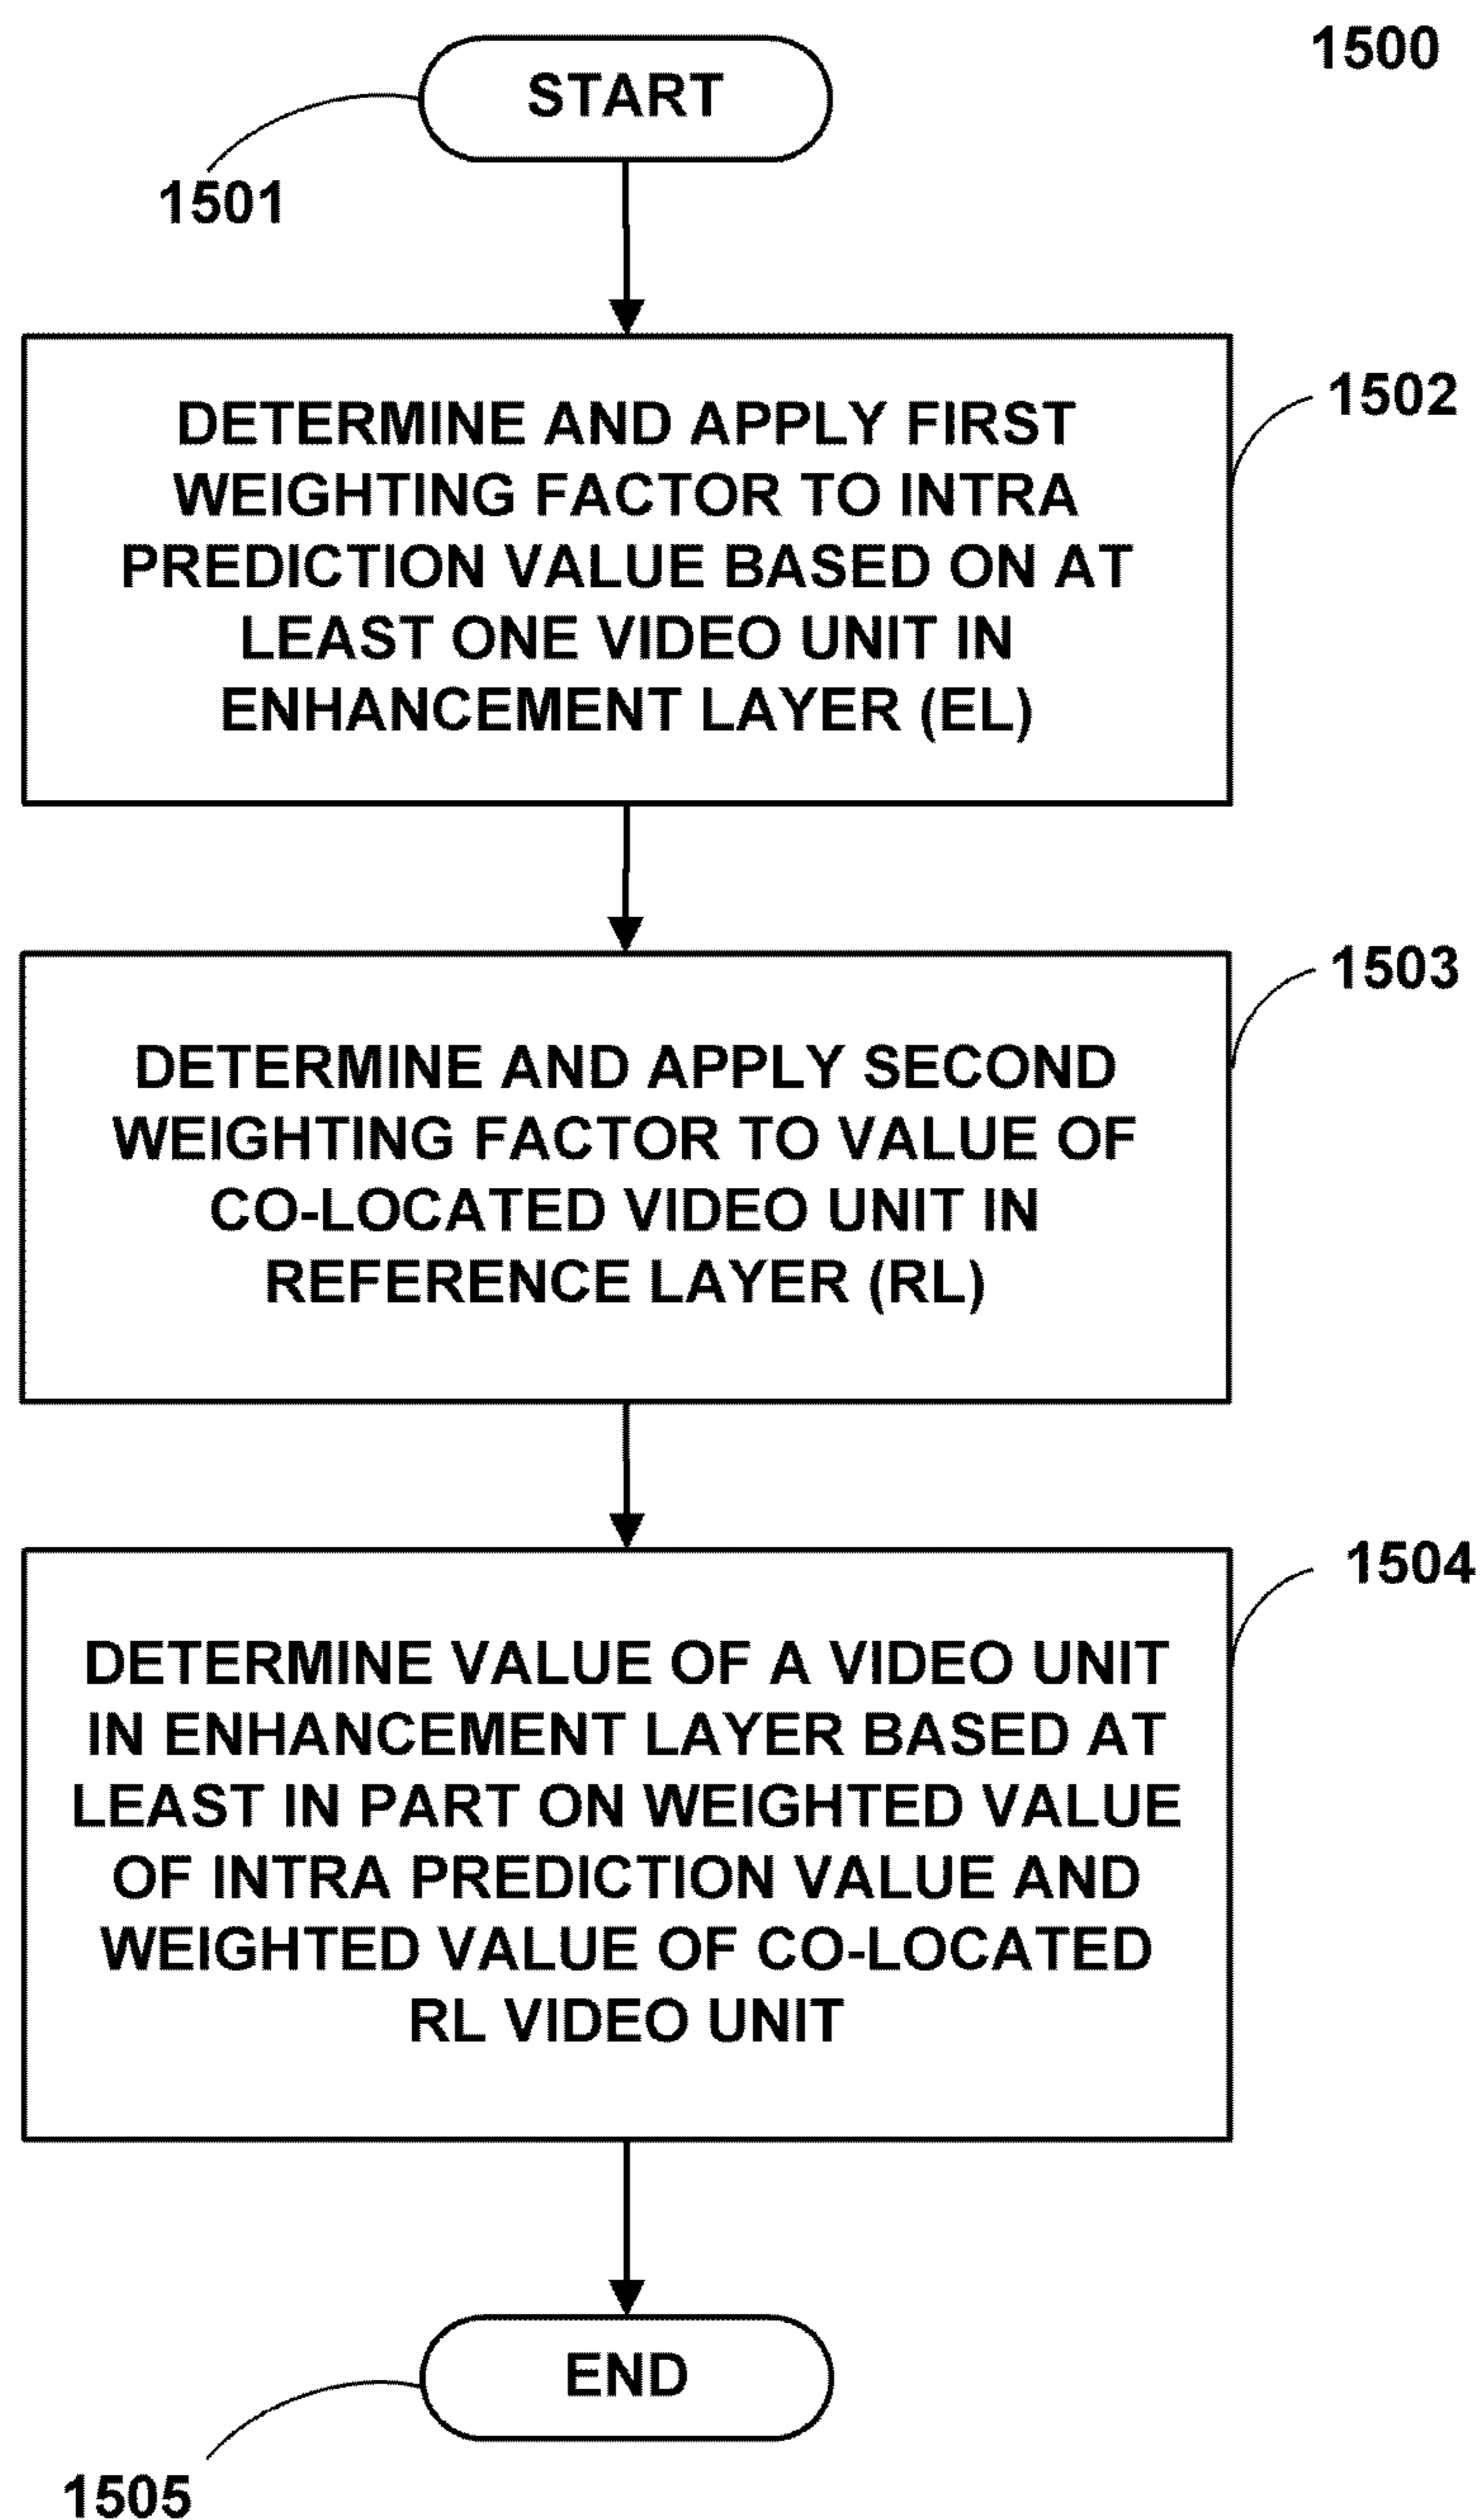 1500
START
1501
DETERMINE AND APPLY FIRST
WEIGHTING FACTOR TO INTRA
PREDICTION VALUE BASED ON AT
LEAST ONE VIDEO UNIT IN
ENHANCEMENT LAYER (EL)
1502
DETERMINE AND APPLY SECOND
WEIGHTING FACTOR TO VALUE OF
CO-LOCATED VIDEO UNIT IN
REFERENCE LAYER (RL)
1503
DETERMINE VALUE OF A VIDEO UNIT
IN ENHANCEMENT LAYER BASED AT
LEAST IN PART ON WEIGHTED VALUE
OF INTRA PREDICTION VALUE AND
WEIGHTED VALUE OF CO-LOCATED
RL VIDEO UNIT
1504
END
1505